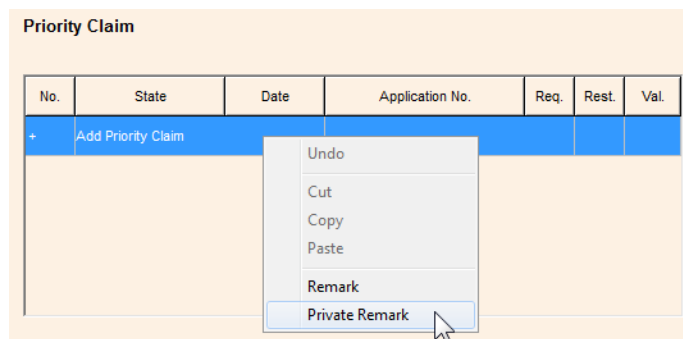 Priority Claim
No. State Date Application No. Req. Rest. Val.
+ Add Priority Claim
Undo
Cut
Copy
Paste
Remark
Private Remark